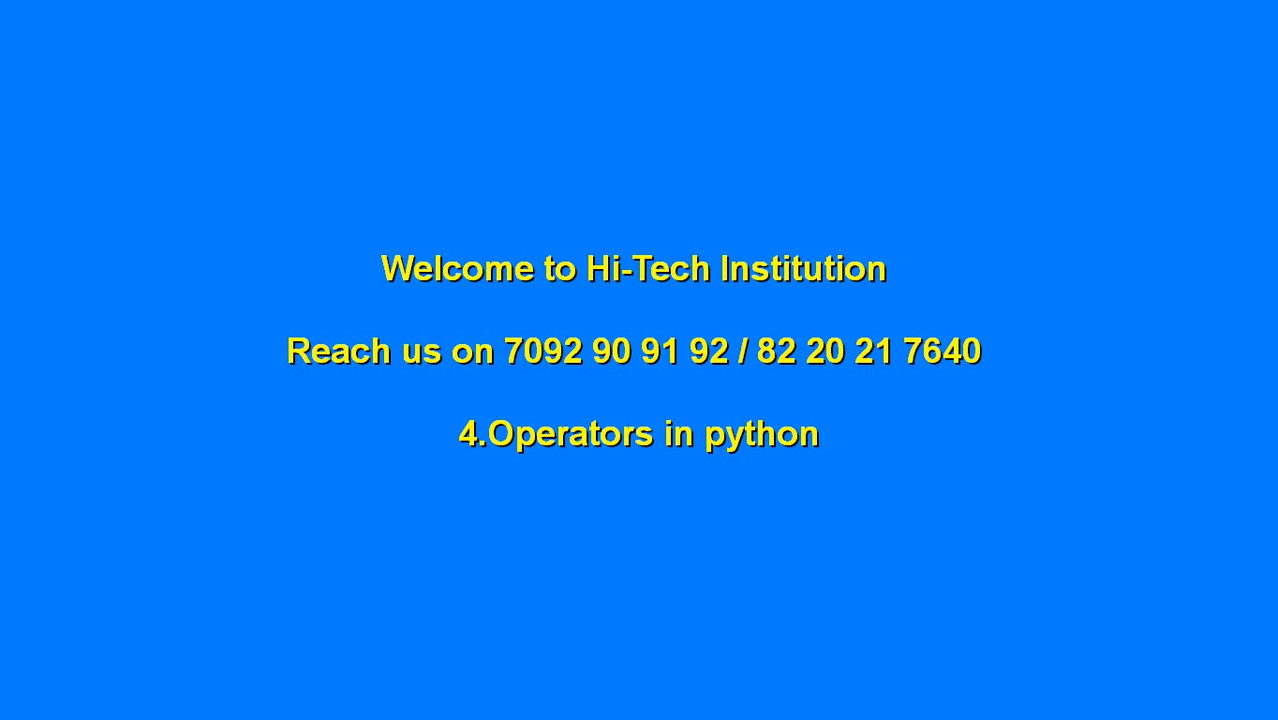 Welcome to Hi-Tech Institution
Reach us on 7092 90 91 92 / 82 20 21 7640
4.Operators in python